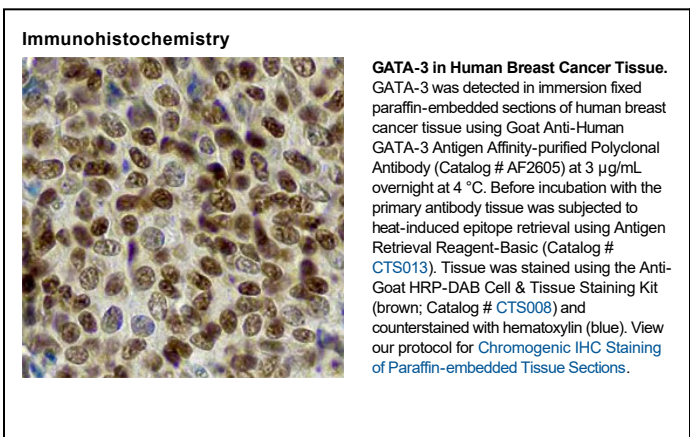 Immunohistochemistry
GATA-3 in Human Breast Cancer Tissue.
GATA-3 was detected in immersion fixed
paraffin-embedded sections of human breast
cancer tissue using Goat Anti-Human
GATA-3 Antigen Affinity-purified Polyclonal
Antibody (Catalog # AF2605) at 3 µg/mL
overnight at 4 °C. Before incubation with the
primary antibody tissue was subjected to
heat-induced epitope retrieval using Antigen
Retrieval Reagent-Basic (Catalog #
CTS013). Tissue was stained using the Anti-
Goat HRP-DAB Cell & Tissue Staining Kit
(brown; Catalog # CTS008) and
counterstained with hematoxylin (blue). View
our protocol for Chromogenic IHC Staining
of Paraffin-embedded Tissue Sections.